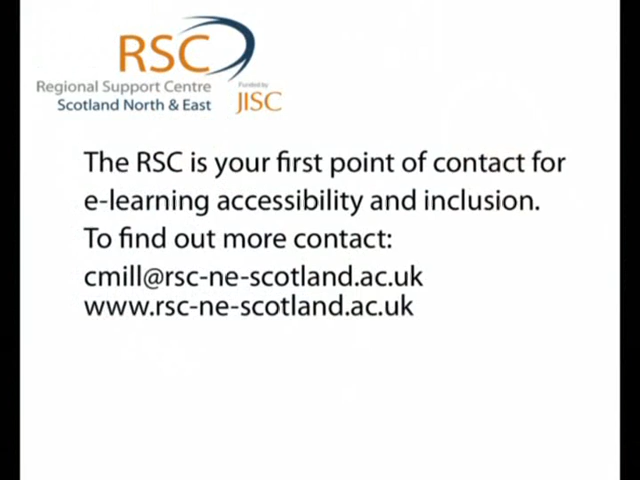 RSC
Regional Support Centre
Scotland North & East
Funded by
JISC
The RSC is your first point of contact for
e-learning accessibility and inclusion.
To find out more contact:
cmill@rsc-ne-scotland.ac.uk
www.rsc-ne-scotland.ac.uk